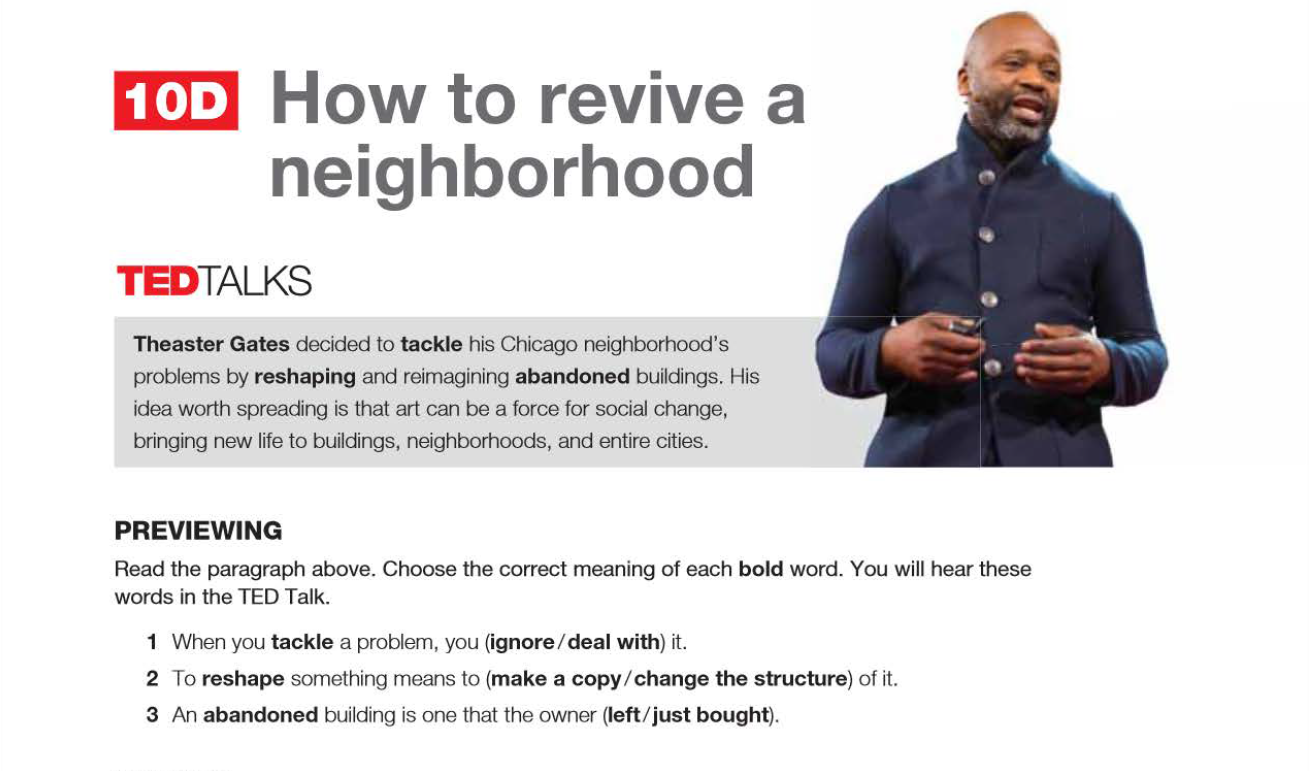 10D How to revive a
neighborhood
TEDTALKS
Theaster Gates decided to tackle his Chicago neighborhood's
problems by reshaping and reimagining abandoned buildings. His
idea worth spreading is that art can be a force for social change,
bringing new life to buildings, neighborhoods, and entire cities.
PREVIEWING
Read the paragraph above. Choose the correct meaning of each bold word. You will hear these
words in the TED Talk.
1 When you tackle a problem, you (ignore/deal with) it.
2 To reshape something means to (make a copy/change the structure) of it.
3 An abandoned building is one that the owner (left/just bought).